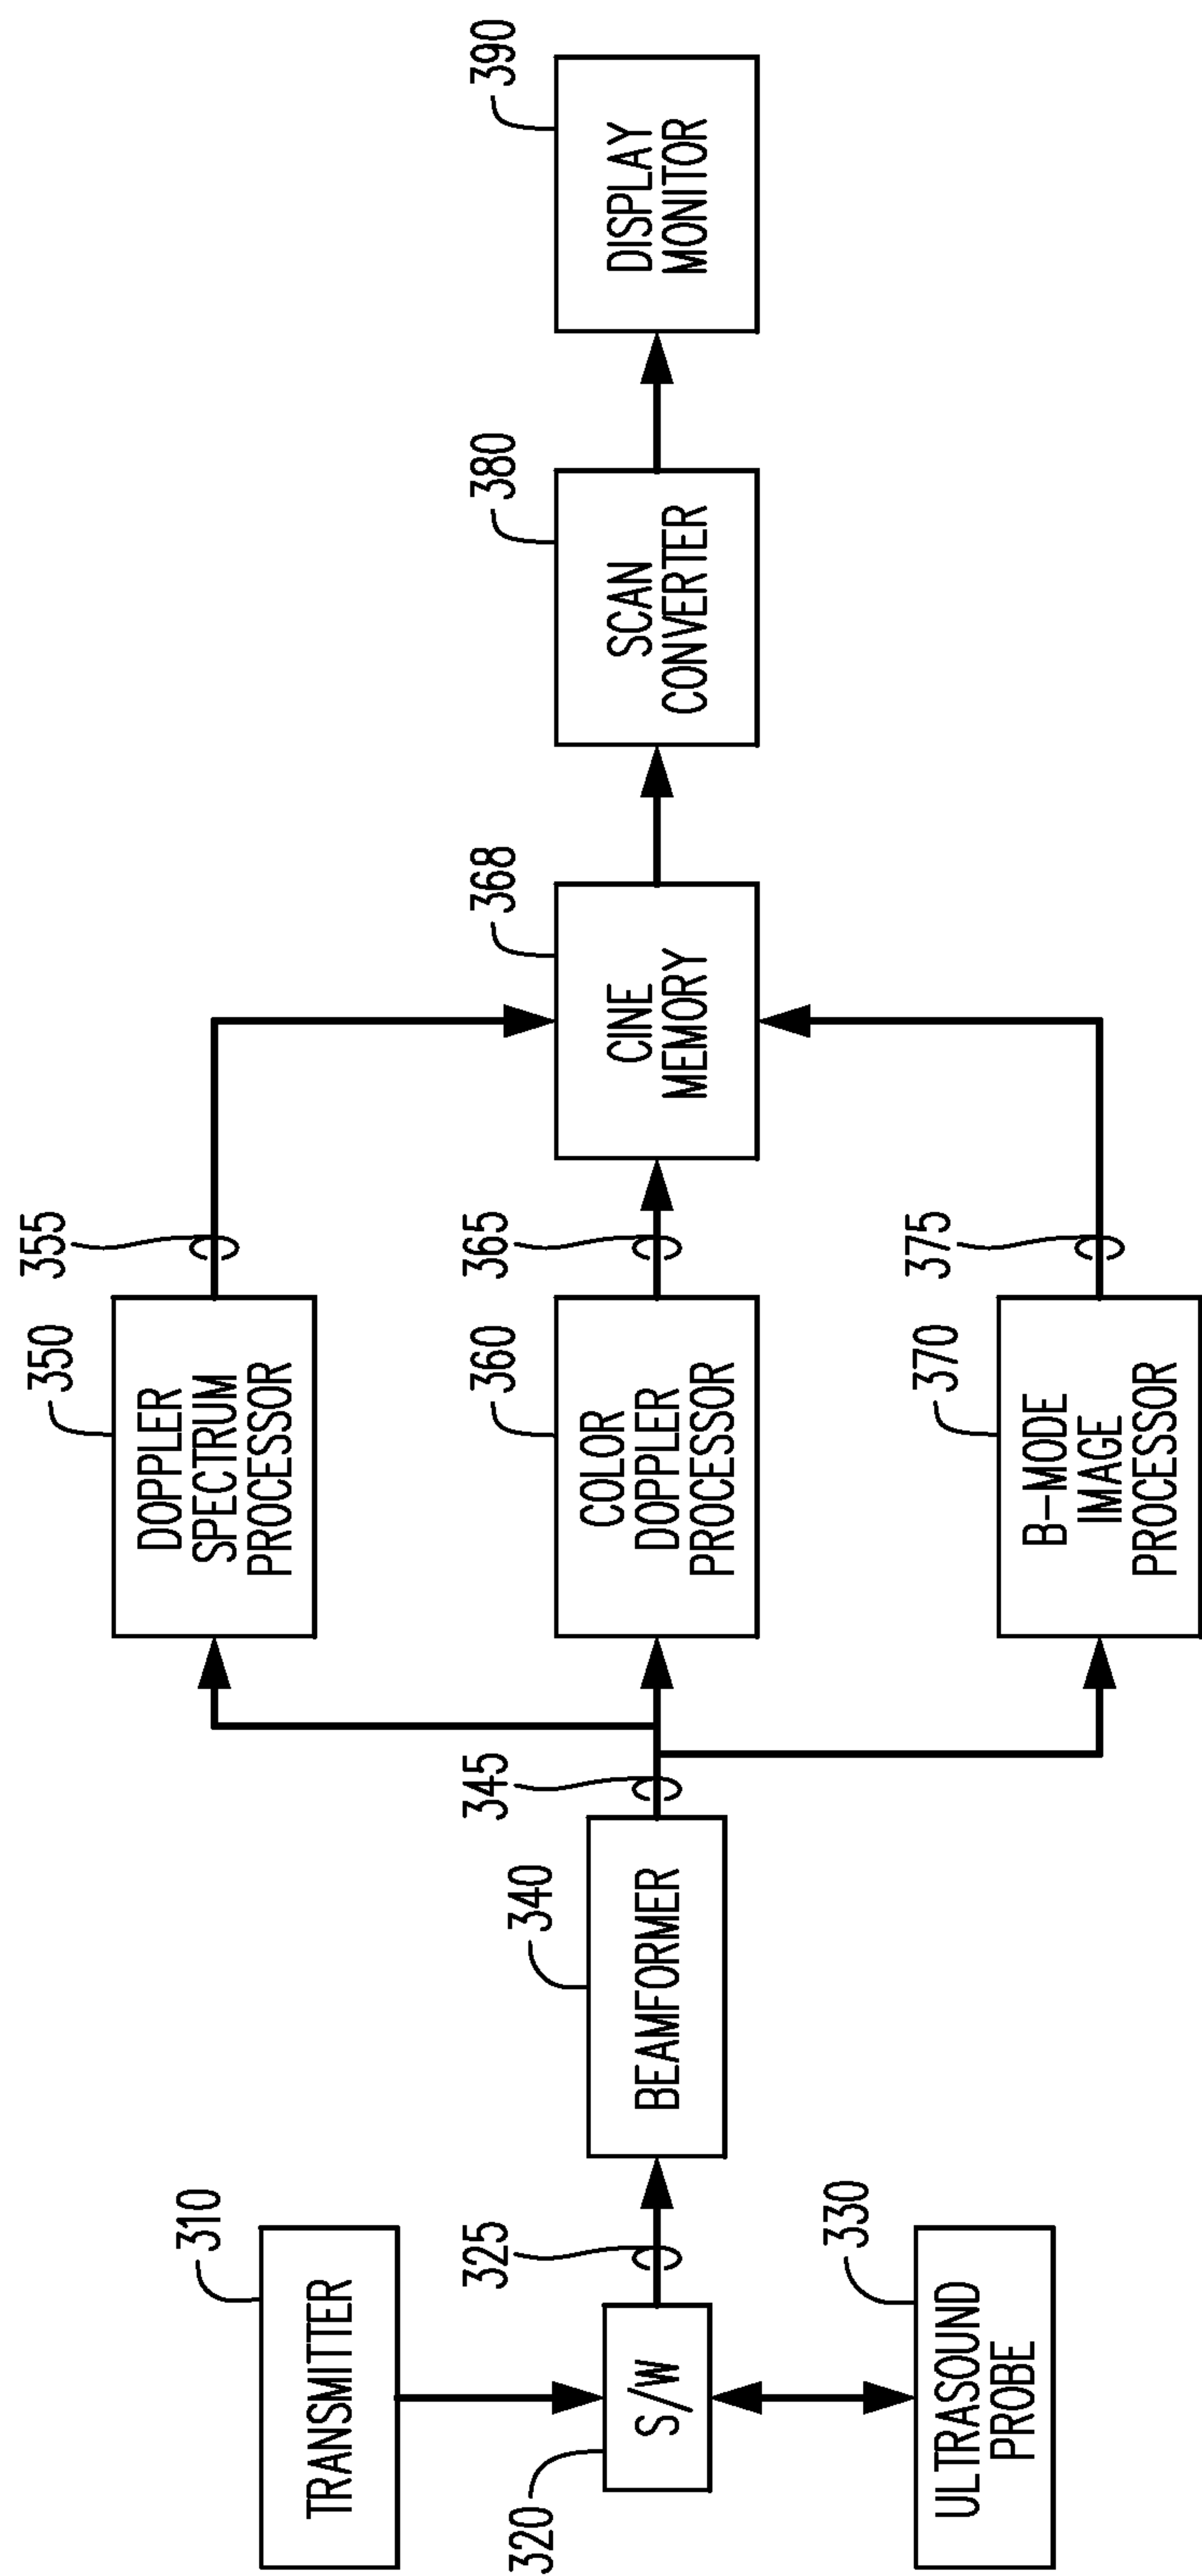 310
TRANSMITTER
320
S/W
325
330
ULTRASOUND
PROBE
340
BEAMFORMER
345
350
DOPPLER
SPECTRUM
PROCESSOR
355
360
COLOR
DOPPLER
PROCESSOR
365
370
B-MODE
IMAGE
PROCESSOR
375
368
CINE
MEMORY
380
SCAN
CONVERTER
390
DISPLAY
MONITOR